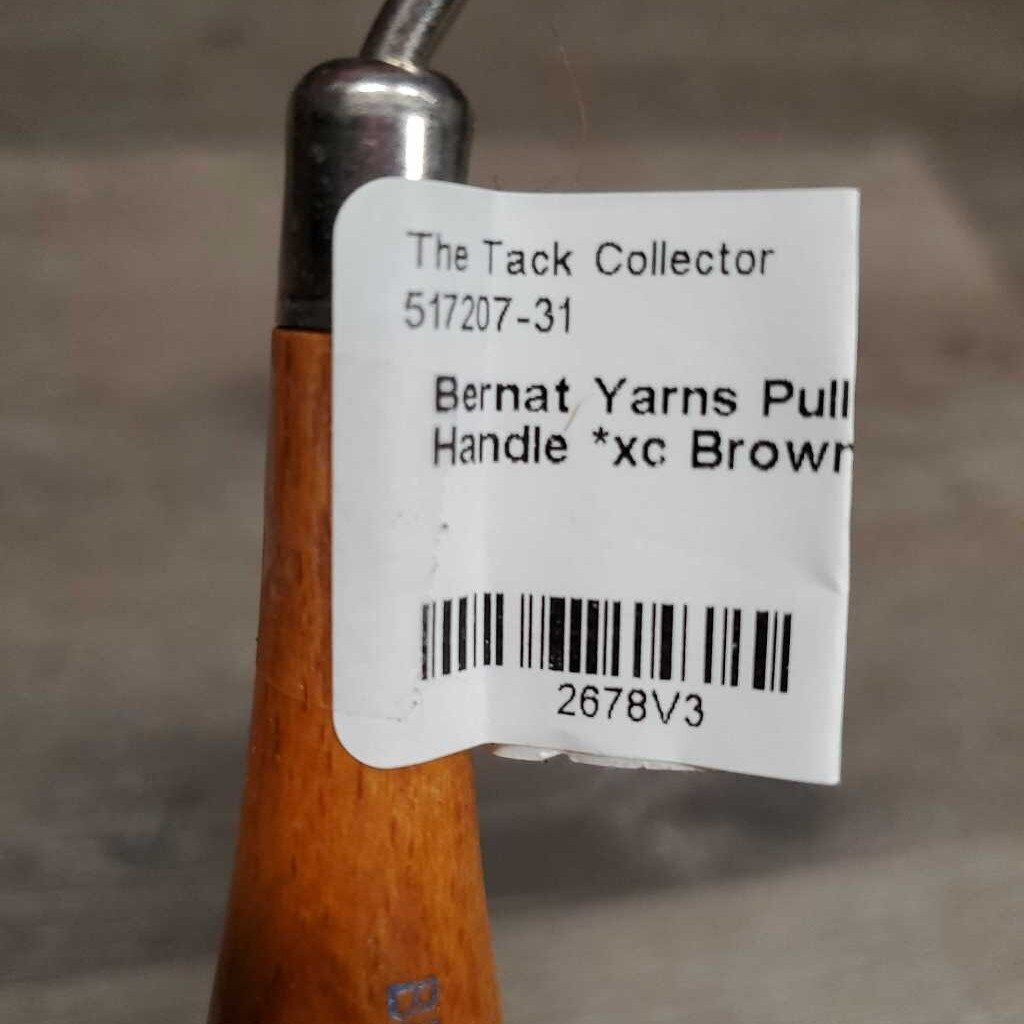 The Tack Collector
517207-31
Bernat Yarns Pull
Handle *xc Brown
2678V3
B